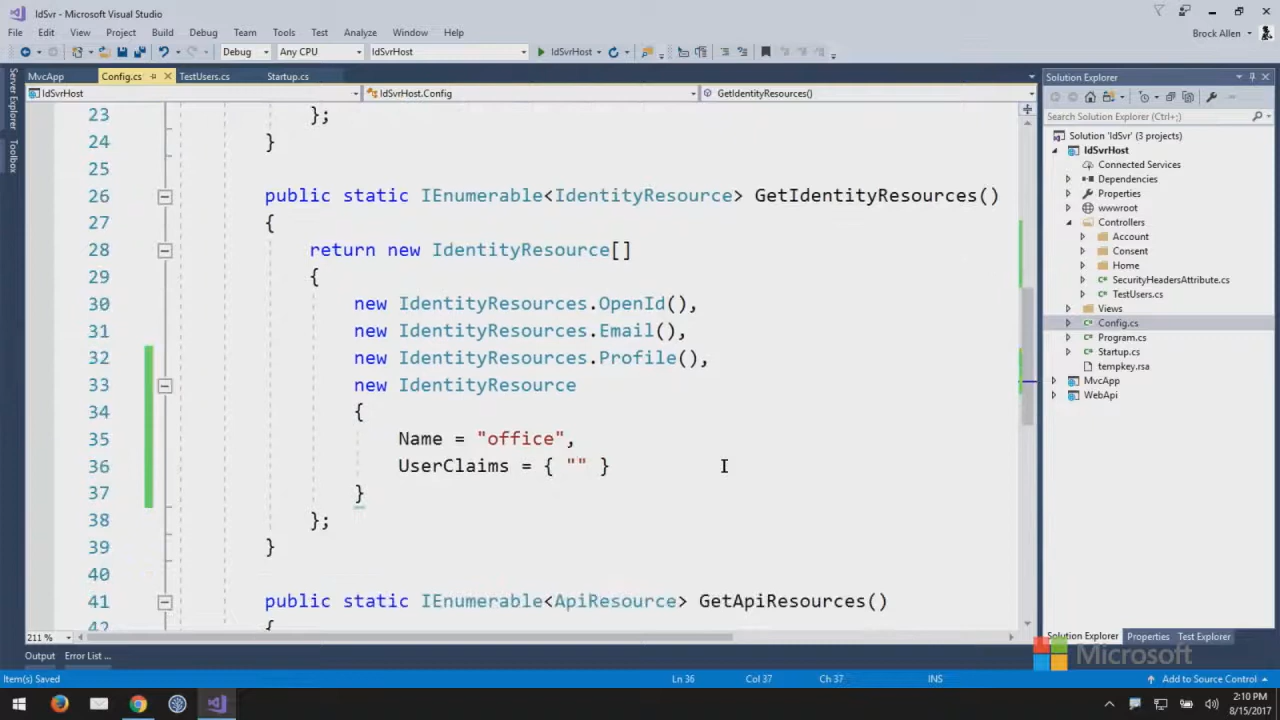 IdSvr - Microsoft Visual Studio
File Edit View Project Build Debug Team Tools Test Analyze Window Help
Brock Allen
Debug Any CPU IdSvrHost IdSvrHost
MvcApp Config.cs TestUsers.cs Startup.cs
IdSvrHost IdSvrHost.Config GetIdentityResources()
Server Explorer
Toolbox
23 };
24 }
25
26 public static IEnumerable<IdentityResource> GetIdentityResources()
27 {
28 return new IdentityResource[]
29 {
30 new IdentityResources.OpenId(),
31 new IdentityResources.Email(),
32 new IdentityResources.Profile(),
33 new IdentityResource
34 {
35 Name = "office",
36 UserClaims = { "" }
37 }
38 };
39 }
40
41 public static IEnumerable<ApiResource> GetApiResources()
42 {
211 %
Solution Explorer
Search Solution Explorer (Ctrl+;)
Solution 'IdSvr' (3 projects)
IdSvrHost
Connected Services
Dependencies
Properties
wwwroot
Controllers
Account
Consent
Home
SecurityHeadersAttribute.cs
TestUsers.cs
Views
Config.cs
Program.cs
Startup.cs
tempkey.rsa
MvcApp
WebApi
Solution Explorer Properties Test Explorer
Microsoft
Output Error List ...
Item(s) Saved Ln 36 Col 37 Ch 37 INS Add to Source Control
2:10 PM
8/15/2017